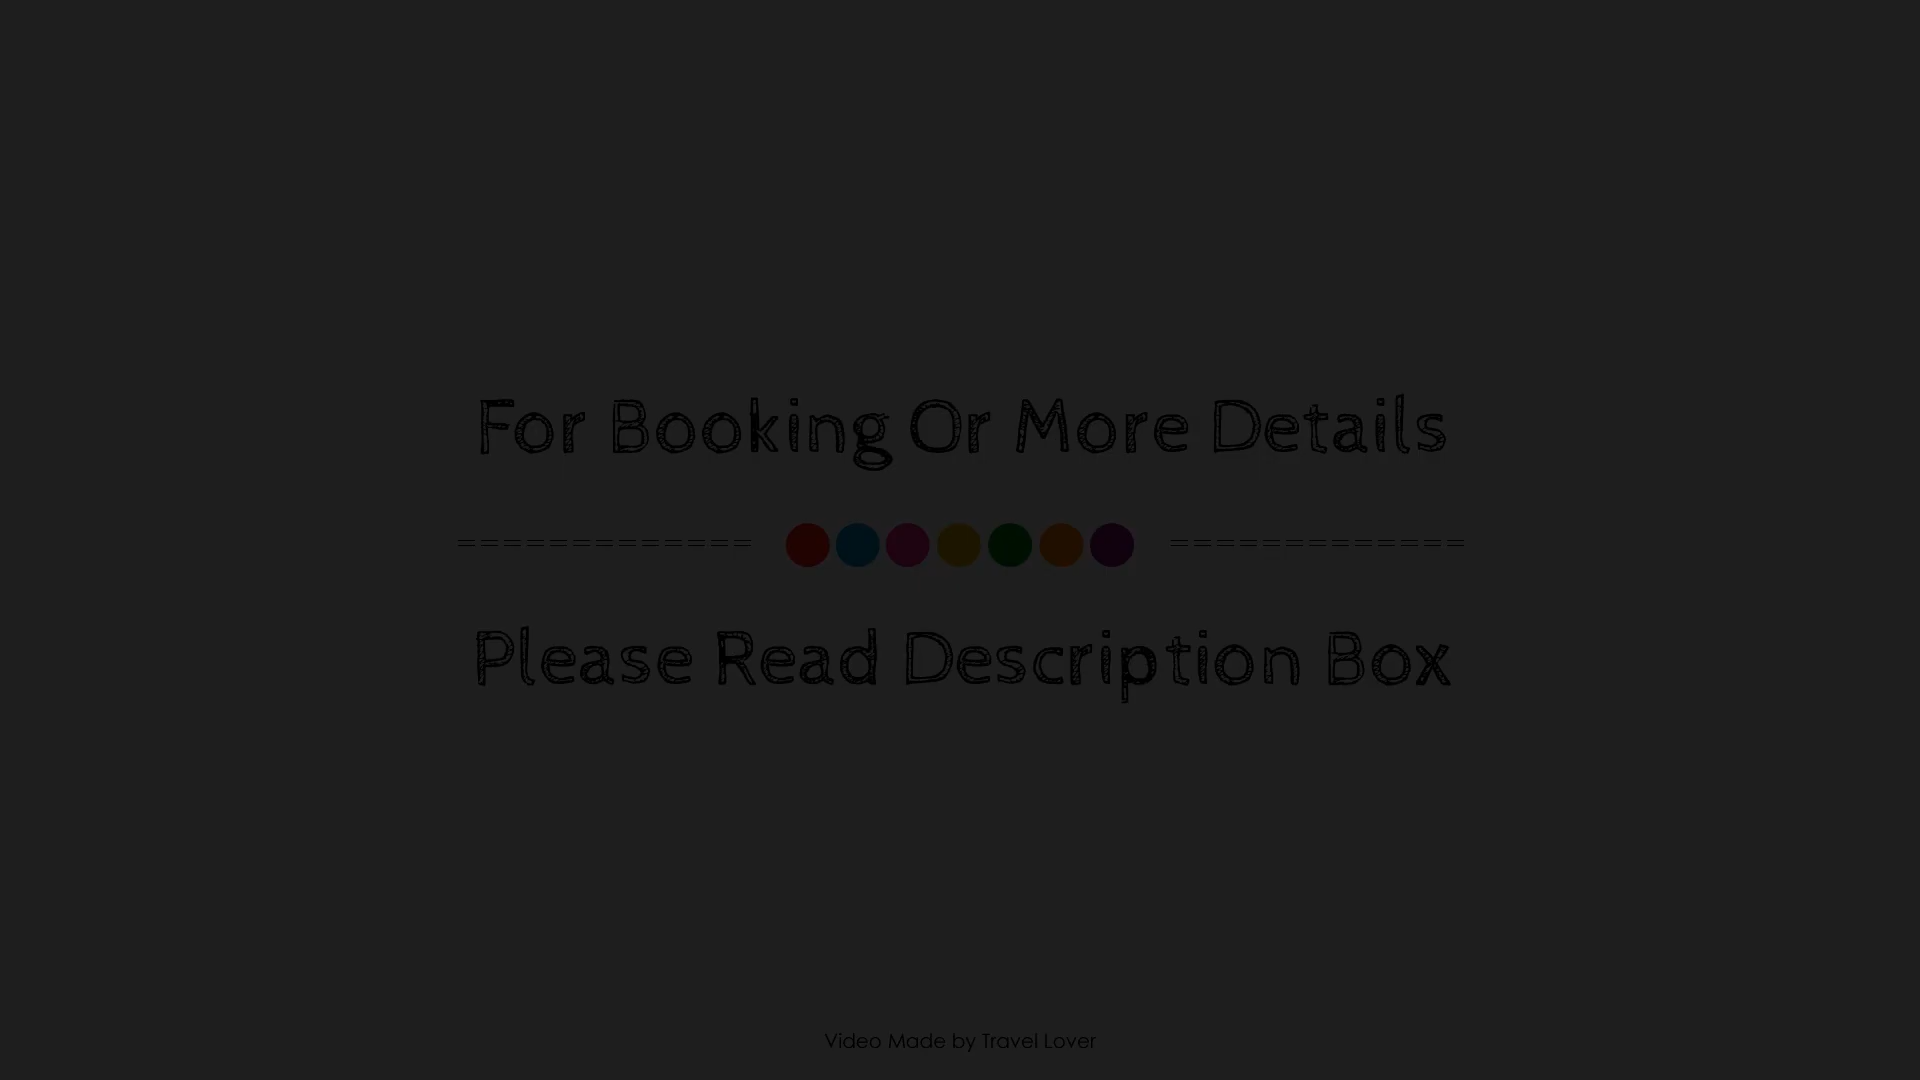 For Booking Or More Details
============= =============
Please Read Description Box
Video Made by Travel Lover